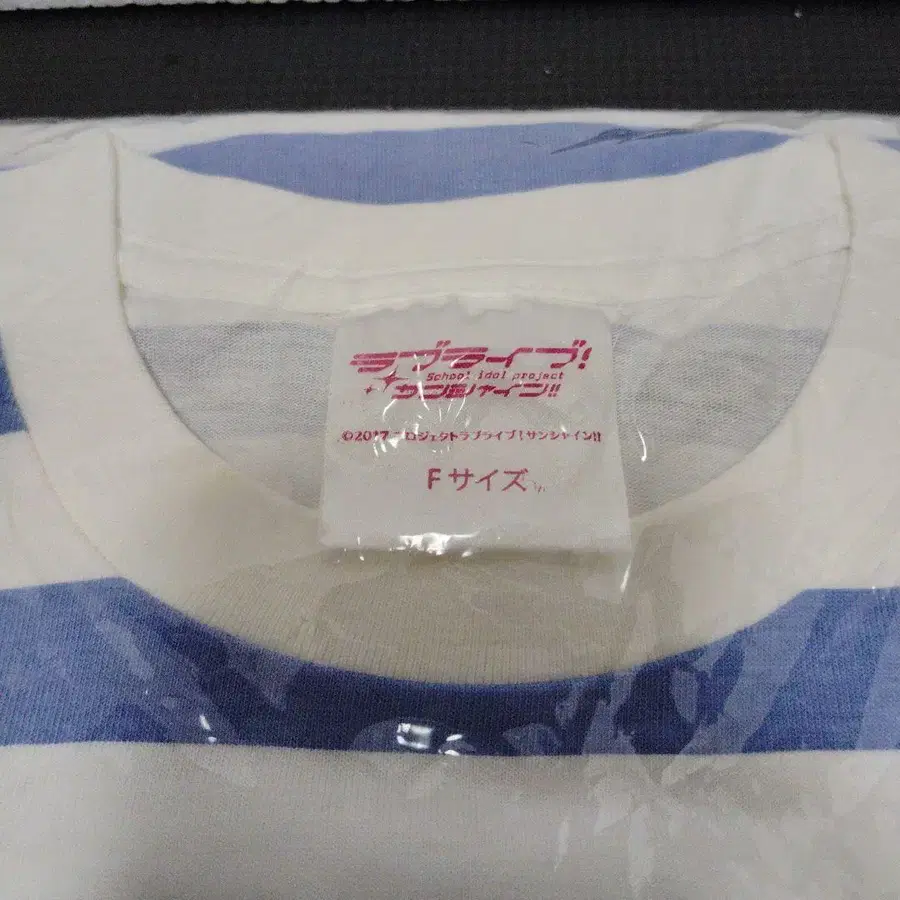 ラブライブ!
School idol project
サンシャイン!!
©2017 プロジェクトラブライブ!サンシャイン!!
Fサイズ